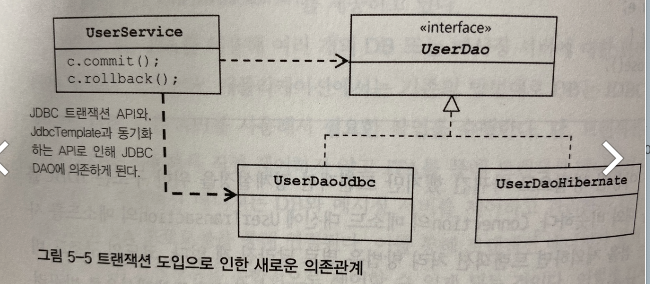 UserService
c.commit();
c.rollback();
«interface»
UserDao
JDBC 트랜잭션 API와,
JdbcTemplate과 동기화
하는 API로 인해 JDBC
DAO에 의존하게 된다.
UserDaoJdbc
UserDaoHibernate
그림 5-5 트랜잭션 도입으로 인한 새로운 의존관계